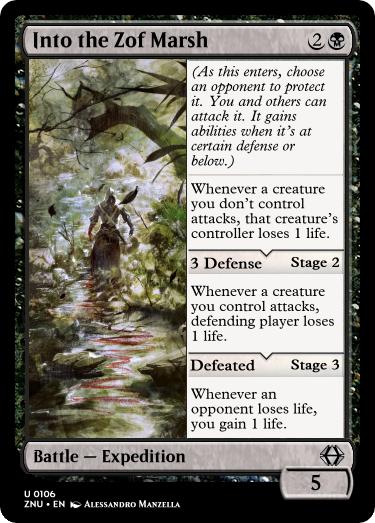 Into the Zof Marsh 2
(As this enters, choose
an opponent to protect
it. You and others can
attack it. It gains
abilities when it's at
certain defense or
below.)
Whenever a creature
you don't control
attacks, that creature's
controller loses 1 life.
3 Defense Stage 2
Whenever a creature
you control attacks,
defending player loses
1 life.
Defeated Stage 3
Whenever an
opponent loses life,
you gain 1 life.
Battle — Expedition
5
U 0106
ZNU • EN Alessandro Manzella